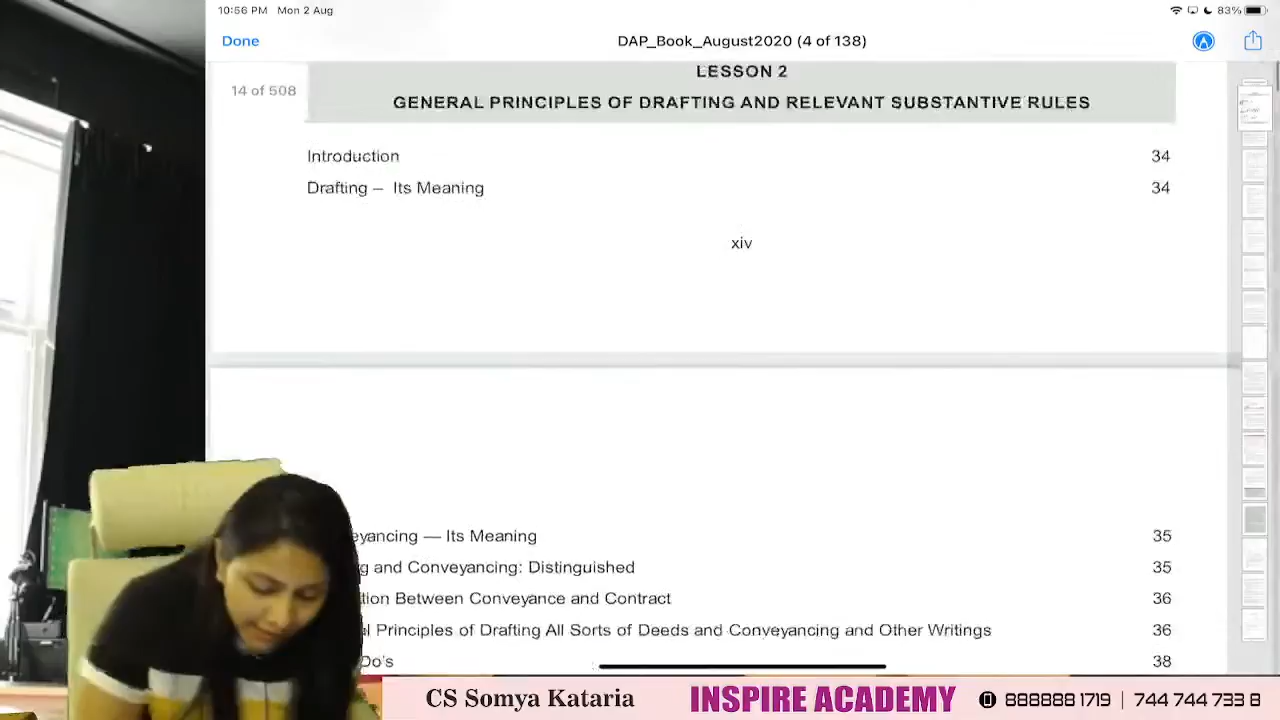 10:56 PM Mon 2 Aug
83%
Done
DAP_Book_August2020 (4 of 138)
14 of 508
LESSON 2
GENERAL PRINCIPLES OF DRAFTING AND RELEVANT SUBSTANTIVE RULES
Introduction 34
Drafting – Its Meaning 34
xiv
eyancing — Its Meaning 35
g and Conveyancing: Distinguished 35
tion Between Conveyance and Contract 36
l Principles of Drafting All Sorts of Deeds and Conveyancing and Other Writings 36
Do's 38
CS Somya Kataria INSPIRE ACADEMY 888888 1719 | 744 744 733 8